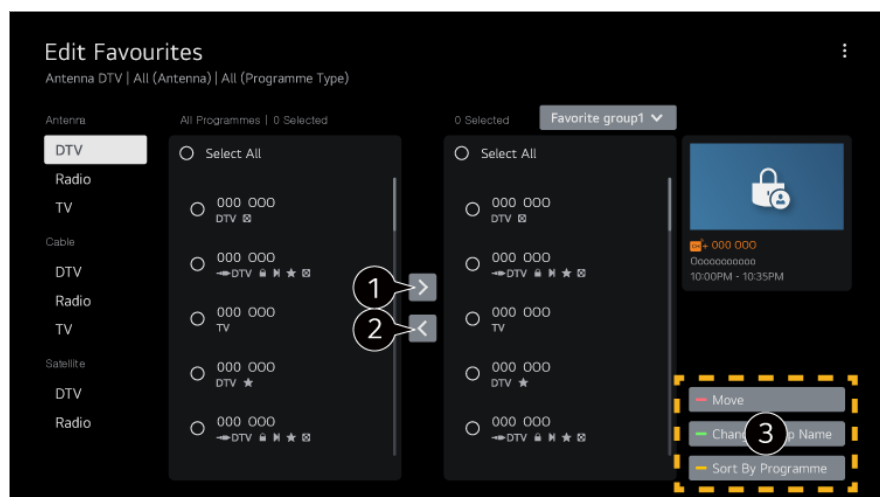 Edit Favourites
Antenna DTV | All (Antenna) | All (Programme Type)
Antenna
DTV
Radio
TV
Cable
DTV
Radio
TV
Satellite
DTV
Radio
All Programmes | 0 Selected
Select All
000 000
DTV
000 000
DTV
000 000
TV
000 000
DTV
000 000
DTV
1
2
0 Selected
Favorite group1
Select All
000 000
DTV
000 000
DTV
000 000
TV
000 000
DTV
000 000
DTV
CH+ 000 000
Oooooooooo
10:00PM - 10:35PM
Move
3
Name
Sort By Programme